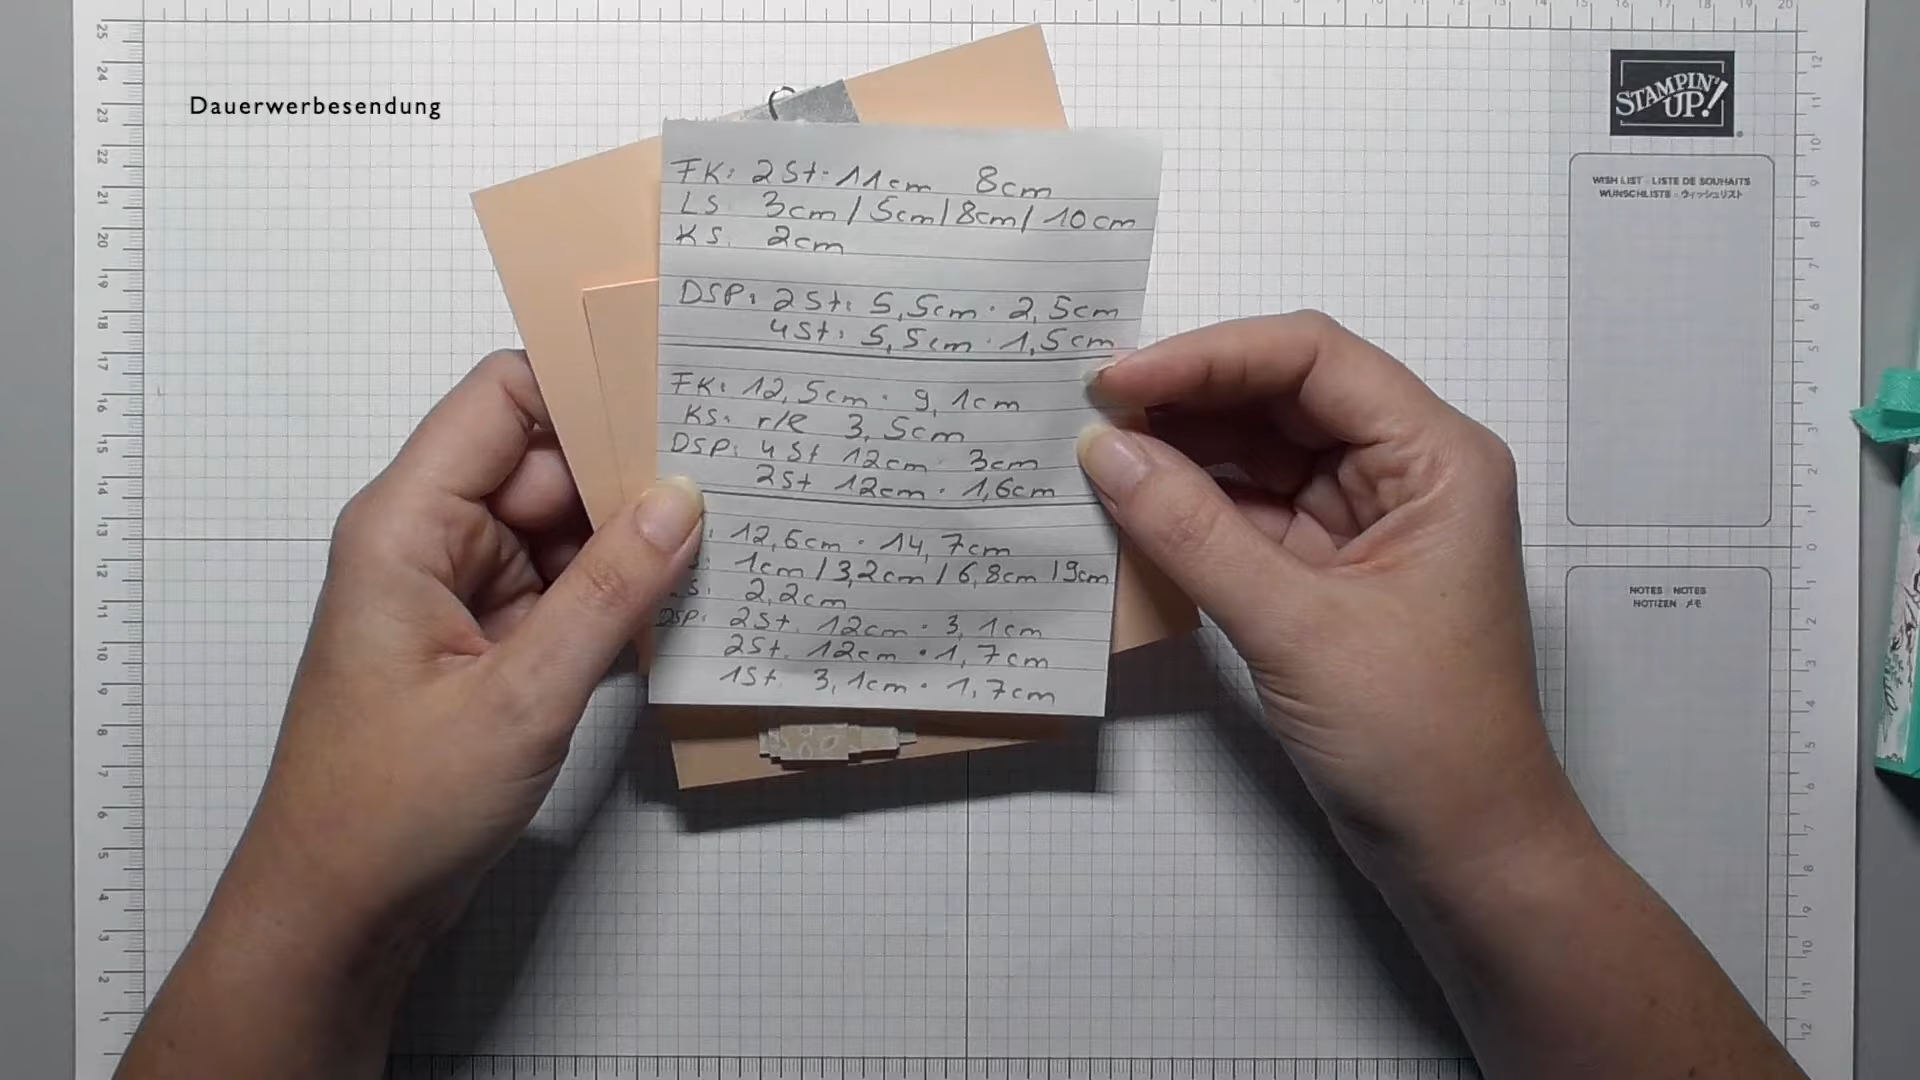 Dauerwerbesendung
STAMPIN' UP!
WISH LIST · LISTE DE SOUHAITS
WUNSCHLISTE · ウィッシュリスト
FK: 2St. 11cm 8cm
LS 3cm / 5cm / 8cm / 10cm
KS. 2cm
DSP: 2St: 5,5cm · 2,5cm
4St: 5,5cm · 1,5cm
FK: 12,5cm · 9,1cm
KS: r/l 3,5cm
DSP: 4St 12cm · 3cm
2St 12cm · 1,6cm
: 12,6cm · 14,7cm
S: 1cm / 3,2cm / 6,8cm / 9cm
S. 2,2cm
DSP: 2St. 12cm · 3,1cm
2St. 12cm · 1,7cm
1St. 3,1cm · 1,7cm
NOTES · NOTES
NOTIZEN · メモ